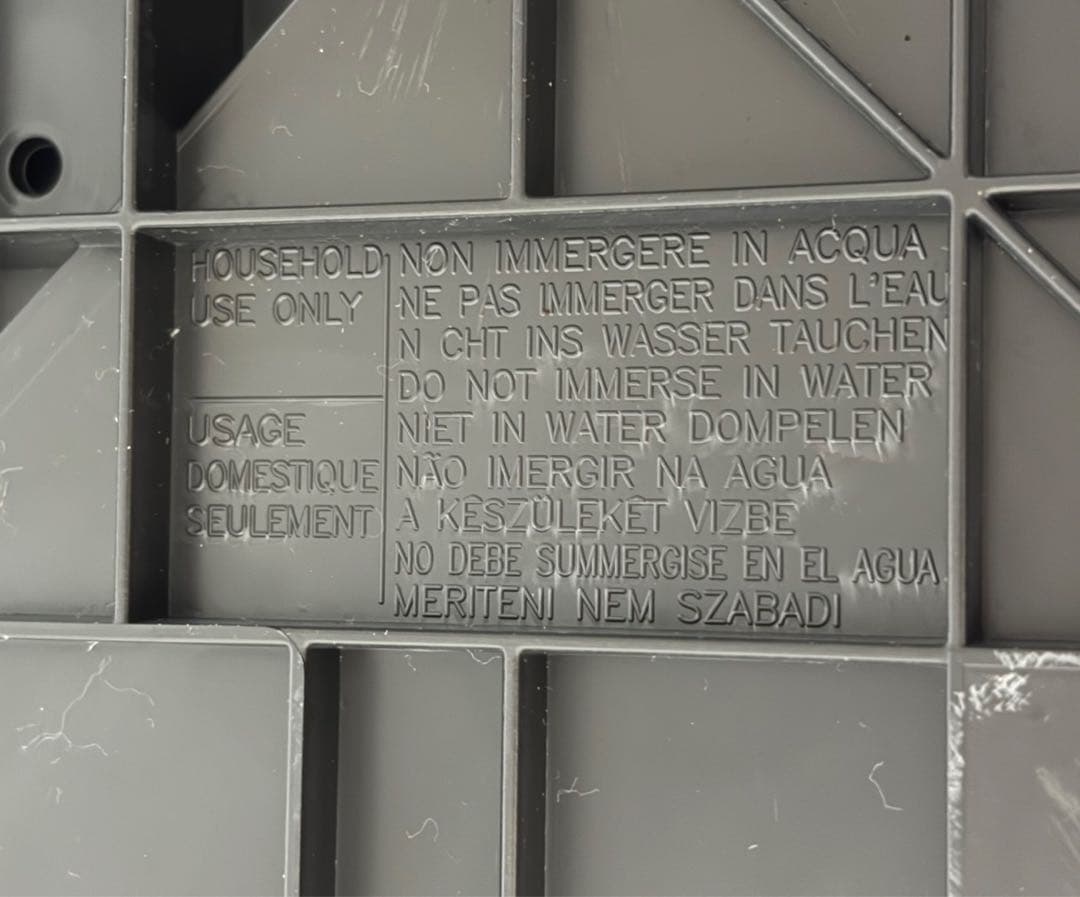 HOUSEHOLD
USE ONLY
USAGE
DOMESTIQUE
SEULEMENT
NON IMMERGERE IN ACQUA
NE PAS IMMERGER DANS L'EAU
N CHT INS WASSER TAUCHEN
DO NOT IMMERSE IN WATER
NIET IN WATER DOMPELEN
NÃO IMERGIR NA AGUA
A KÉSZÜLEKÉT VIZBE
NO DEBE SUMMERGISE EN EL AGUA
MERITENI NEM SZABADI